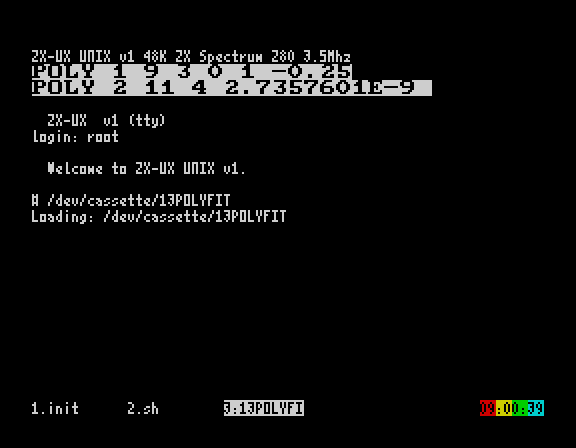 ZX-UX UNIX v1 48K ZX Spectrum Z80 3.5Mhz
POLY 1 9 3 0 1 -0.25
POLY 2 11 4 2.7357601E-9
ZX-UX v1 (tty)
login: root
Welcome to ZX-UX UNIX v1.
# /dev/cassette/13POLYFIT
Loading: /dev/cassette/13POLYFIT
1.init 2.sh 3.13POLYFI 09:00:39